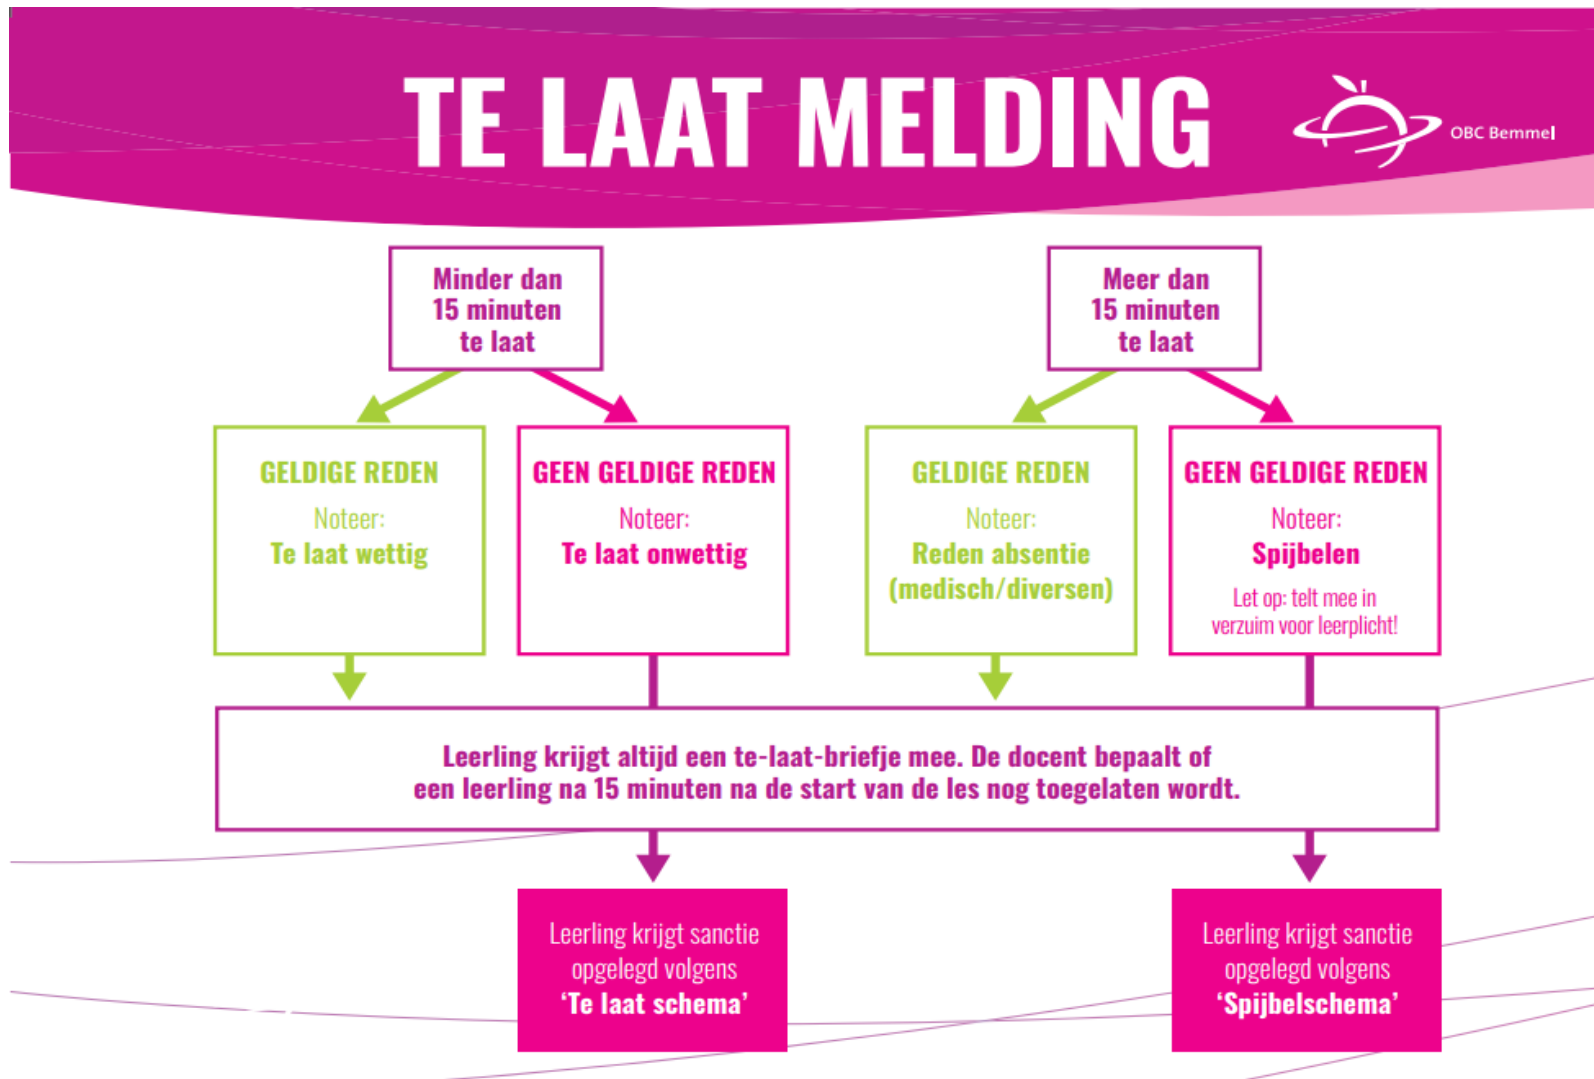 TE LAAT MELDING
OBC Bemmel
Minder dan
15 minuten
te laat
Meer dan
15 minuten
te laat
GELDIGE REDEN
Noteer:
Te laat wettig
GEEN GELDIGE REDEN
Noteer:
Te laat onwettig
GELDIGE REDEN
Noteer:
Reden absentie
(medisch/diversen)
GEEN GELDIGE REDEN
Noteer:
Spijbelen
Let op: telt mee in
verzuim voor leerplicht!
Leerling krijgt altijd een te-laat-briefje mee. De docent bepaalt of
een leerling na 15 minuten na de start van de les nog toegelaten wordt.
Leerling krijgt sanctie
opgelegd volgens
‘Te laat schema’
Leerling krijgt sanctie
opgelegd volgens
‘Spijbelschema’